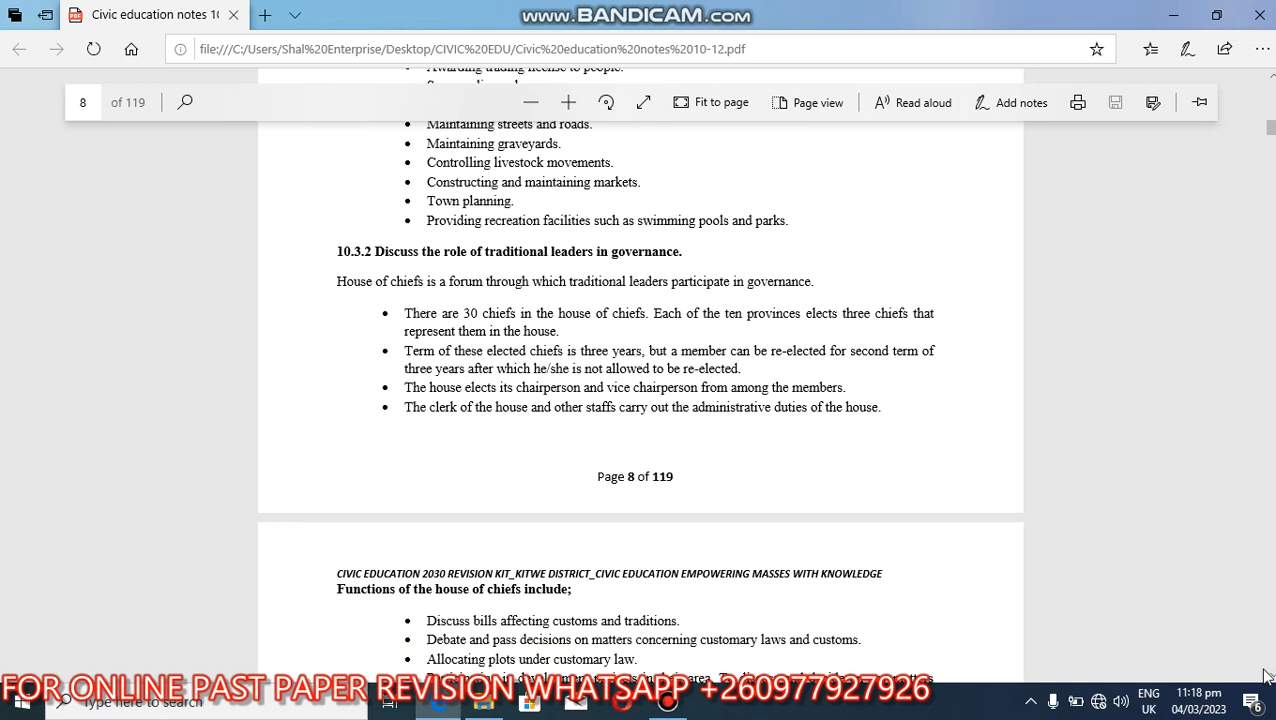 Civic education notes 10
www.BANDICAM.com
file:///C:/Users/Shal%20Enterprise/Desktop/CIVIC%20EDU/Civic%20education%20notes%2010-12.pdf
8 of 119
Fit to page
Page view
Read aloud
Add notes
Awarding trading license to people.
Maintaining streets and roads.
• Maintaining graveyards.
• Controlling livestock movements.
• Constructing and maintaining markets.
• Town planning.
• Providing recreation facilities such as swimming pools and parks.
10.3.2 Discuss the role of traditional leaders in governance.
House of chiefs is a forum through which traditional leaders participate in governance.
• There are 30 chiefs in the house of chiefs. Each of the ten provinces elects three chiefs that
represent them in the house.
• Term of these elected chiefs is three years, but a member can be re-elected for second term of
three years after which he/she is not allowed to be re-elected.
• The house elects its chairperson and vice chairperson from among the members.
• The clerk of the house and other staffs carry out the administrative duties of the house.
Page 8 of 119
CIVIC EDUCATION 2030 REVISION KIT_KITWE DISTRICT_CIVIC EDUCATION EMPOWERING MASSES WITH KNOWLEDGE
Functions of the house of chiefs include;
• Discuss bills affecting customs and traditions.
• Debate and pass decisions on matters concerning customary laws and customs.
• Allocating plots under customary law.
FOR ONLINE PAST PAPER REVISION WHATSAPP +260977927926
Type here to search
ENG
UK
11:13 pm
04/03/2023
6